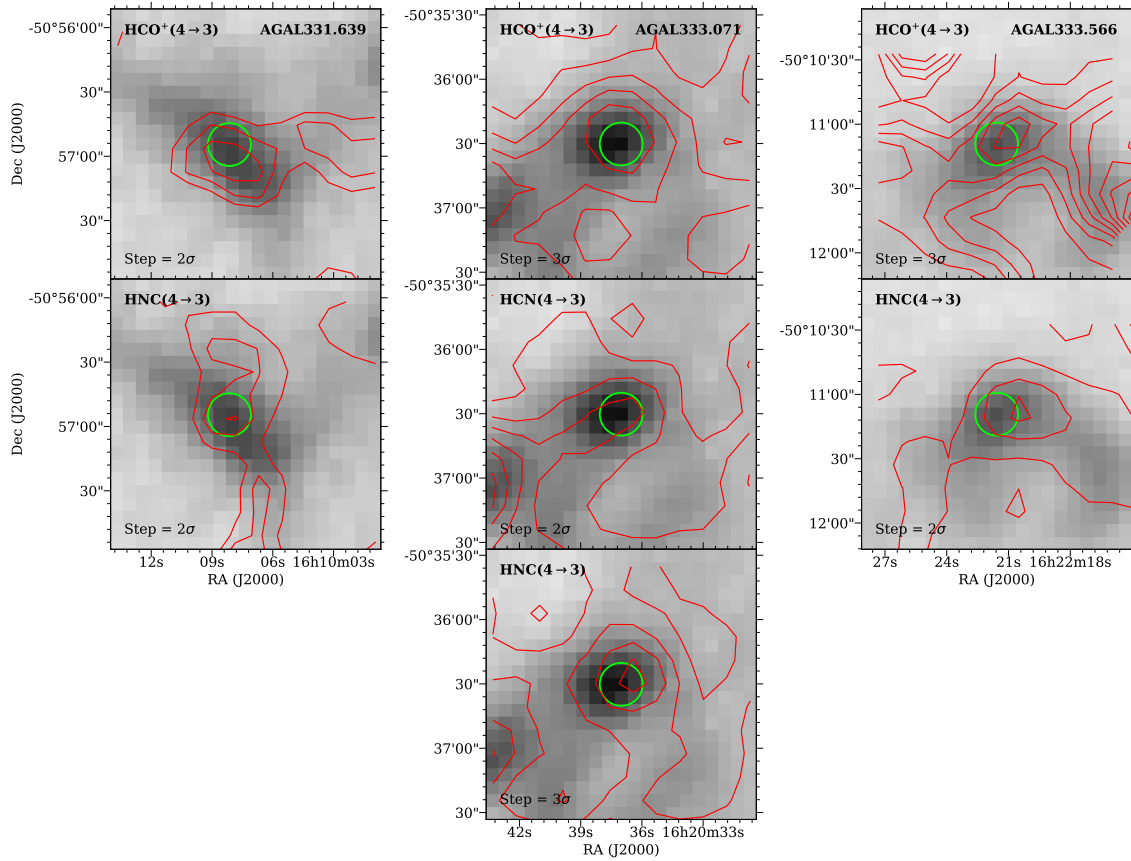 HCO⁺(4→3) AGAL331.639
-50°56'00"
30"
57'00"
30"
Dec (J2000)
Step = 2σ
HCO⁺(4→3) AGAL333.071
-50°35'30"
36'00"
30"
37'00"
30"
Step = 3σ
HCO⁺(4→3) AGAL333.566
-50°10'30"
11'00"
30"
12'00"
Step = 3σ
HNC(4→3)
-50°56'00"
30"
57'00"
30"
Dec (J2000)
Step = 2σ
12s 09s 06s 16h10m03s
RA (J2000)
HCN(4→3)
-50°35'30"
36'00"
30"
37'00"
30"
Step = 2σ
HNC(4→3)
-50°10'30"
11'00"
30"
12'00"
Step = 2σ
27s 24s 21s 16h22m18s
RA (J2000)
HNC(4→3)
-50°35'30"
36'00"
30"
37'00"
30"
Step = 3σ
42s 39s 36s 16h20m33s
RA (J2000)